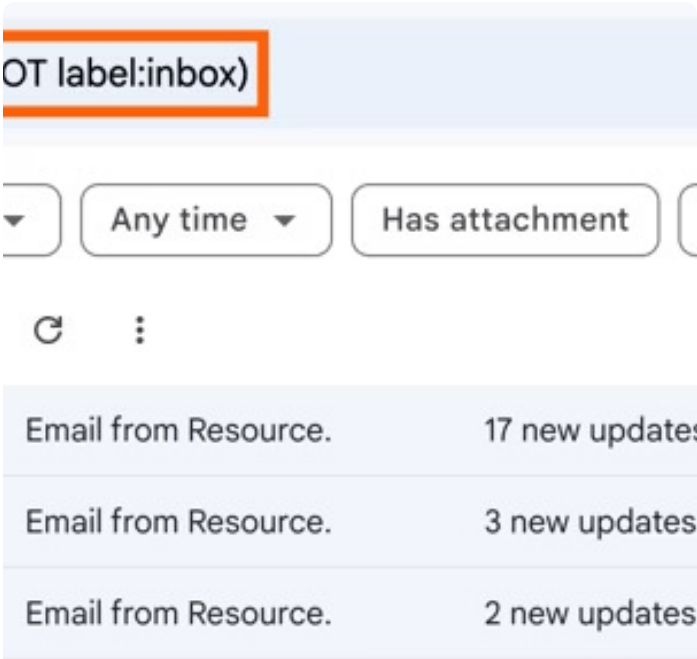 OT label:inbox)
Any time Has attachment
Email from Resource. 17 new updates
Email from Resource. 3 new updates
Email from Resource. 2 new updates